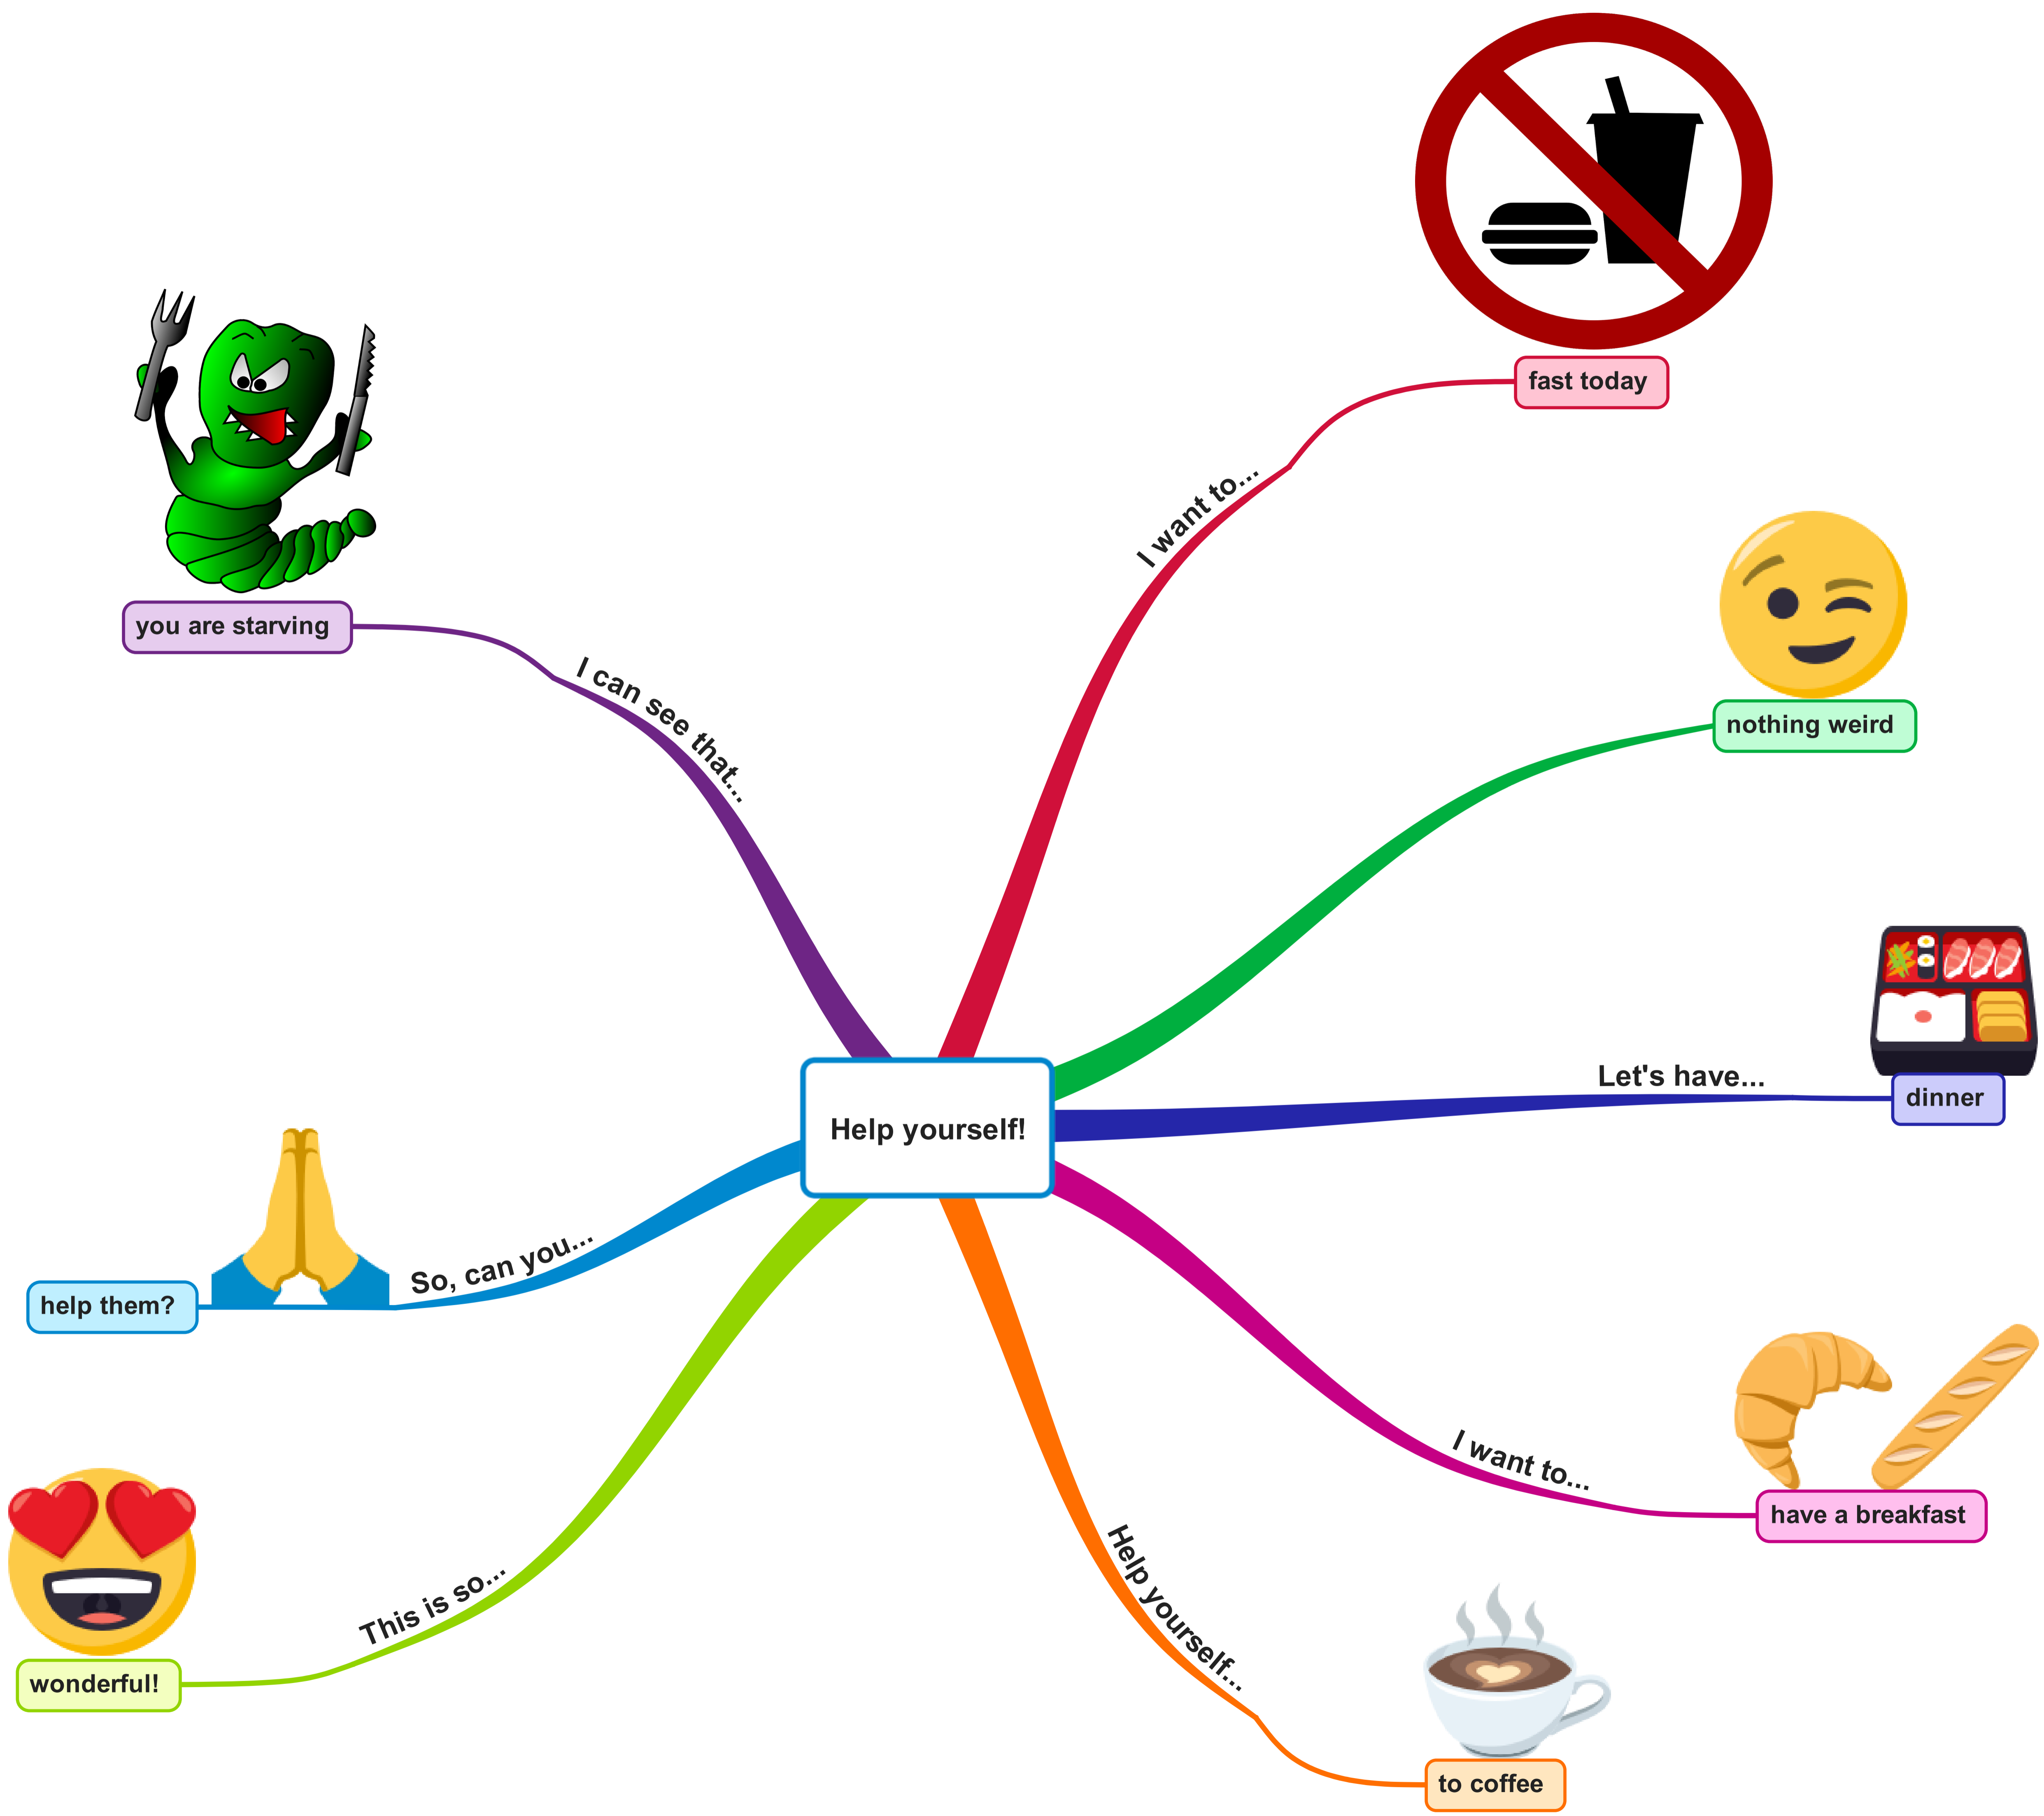 Help yourself!
I want to...
fast today
nothing weird
Let's have...
dinner
I want to...
have a breakfast
Help yourself...
to coffee
This is so...
wonderful!
So, can you...
help them?
I can see that...
you are starving